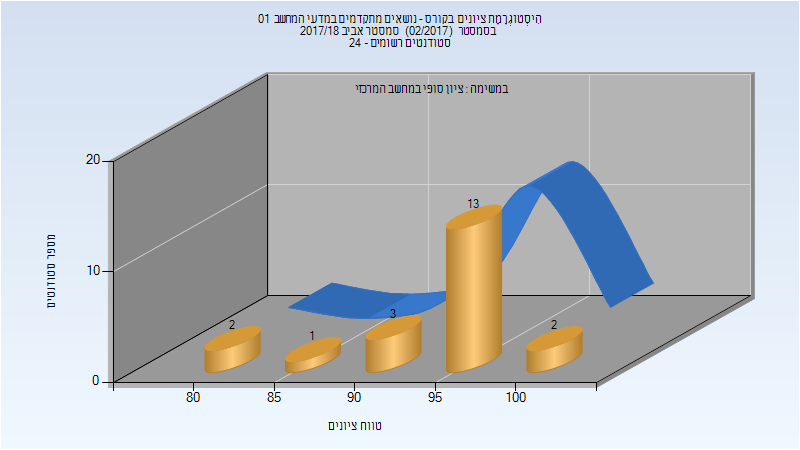 היסטוגרמת ציונים בקורס - נושאים מתקדמים במדעי המחשב 01
בסמסטר (02/2017) סמסטר אביב 2017/18
סטודנטים רשומים - 24
במשימה : ציון סופי במחשב המרכזי
מספר סטודנטים
20
10
0
2
1
3
13
2
80
85
90
95
100
טווח ציונים